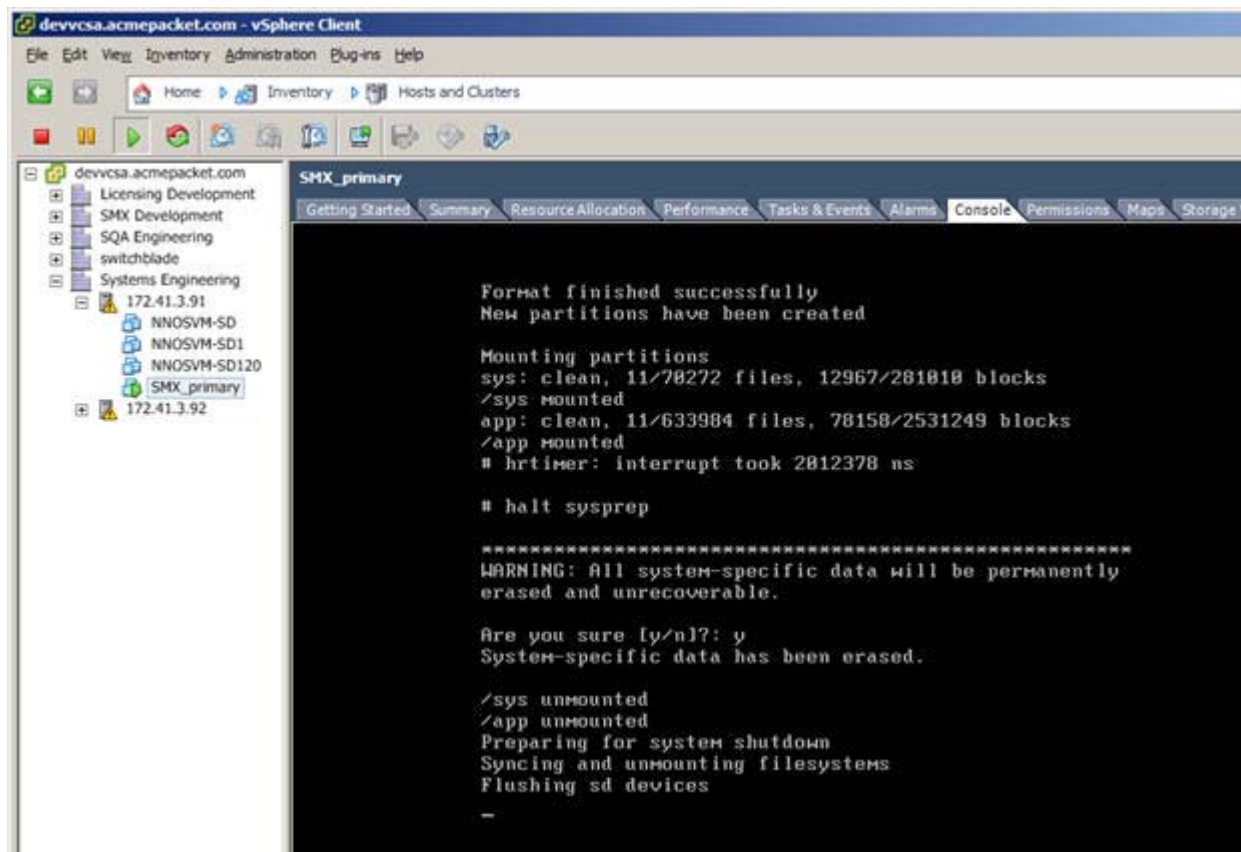 devvcsa.acmepacket.com - vSphere Client
File Edit View Inventory Administration Plug-ins Help
Home Inventory Hosts and Clusters
devvcsa.acmepacket.com
Licensing Development
SMX Development
SQA Engineering
switchblade
Systems Engineering
172.41.3.91
NNOSVM-SD
NNOSVM-SD1
NNOSVM-SD120
SMX_primary
172.41.3.92
SMX_primary
Getting Started Summary Resource Allocation Performance Tasks & Events Alarms Console Permissions Maps Storage
Format finished successfully
New partitions have been created
Mounting partitions
sys: clean, 11/70272 files, 12967/281010 blocks
/sys mounted
app: clean, 11/633984 files, 78158/2531249 blocks
/app mounted
# hrtimer: interrupt took 2012378 ns
# halt sysprep
******************************************************
WARNING: All system-specific data will be permanently
erased and unrecoverable.
Are you sure [y/n]?: y
System-specific data has been erased.
/sys unmounted
/app unmounted
Preparing for system shutdown
Syncing and unmounting filesystems
Flushing sd devices
_